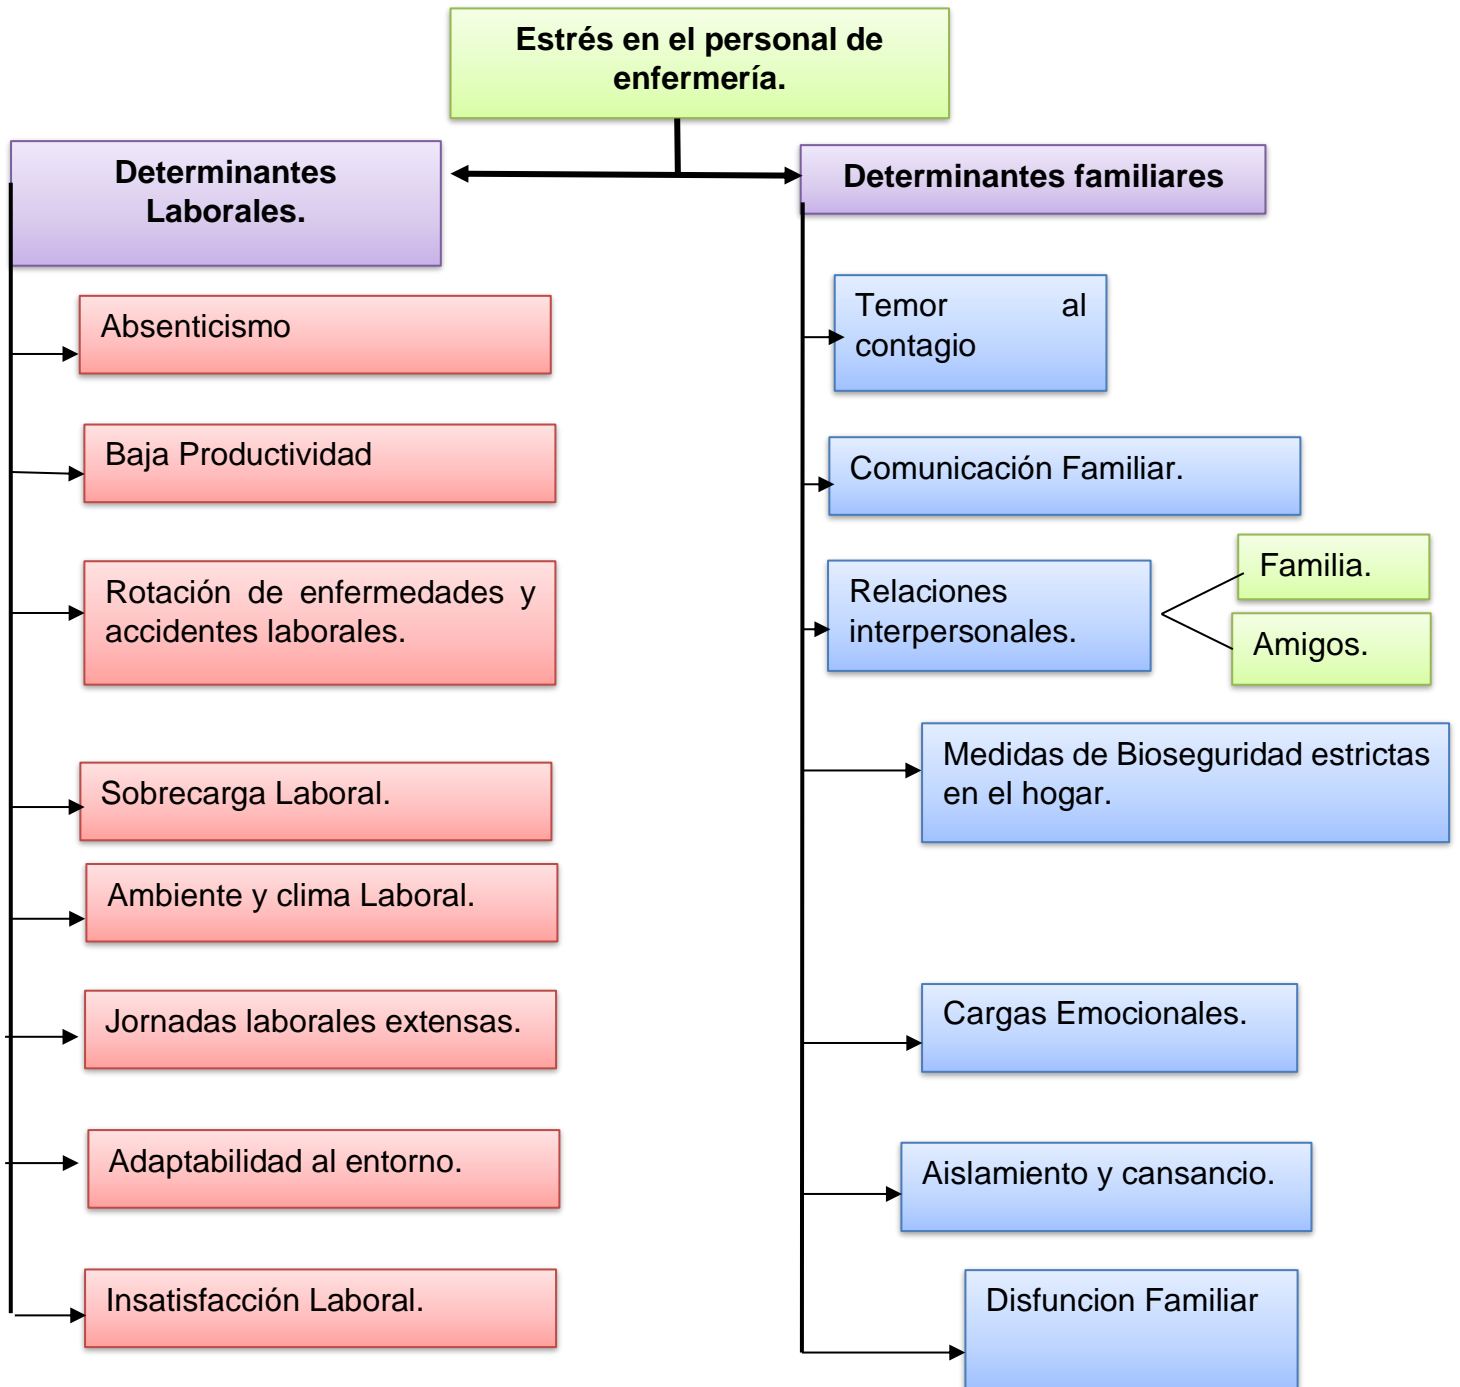 Estrés en el personal de
enfermería.
Determinantes
Laborales.
Absenticismo
Baja Productividad
Rotación de enfermedades y
accidentes laborales.
Sobrecarga Laboral.
Ambiente y clima Laboral.
Jornadas laborales extensas.
Adaptabilidad al entorno.
Insatisfacción Laboral.
Determinantes familiares
Temor al
contagio
Comunicación Familiar.
Relaciones
interpersonales.
Familia.
Amigos.
Medidas de Bioseguridad estrictas
en el hogar.
Cargas Emocionales.
Aislamiento y cansancio.
Disfuncion Familiar